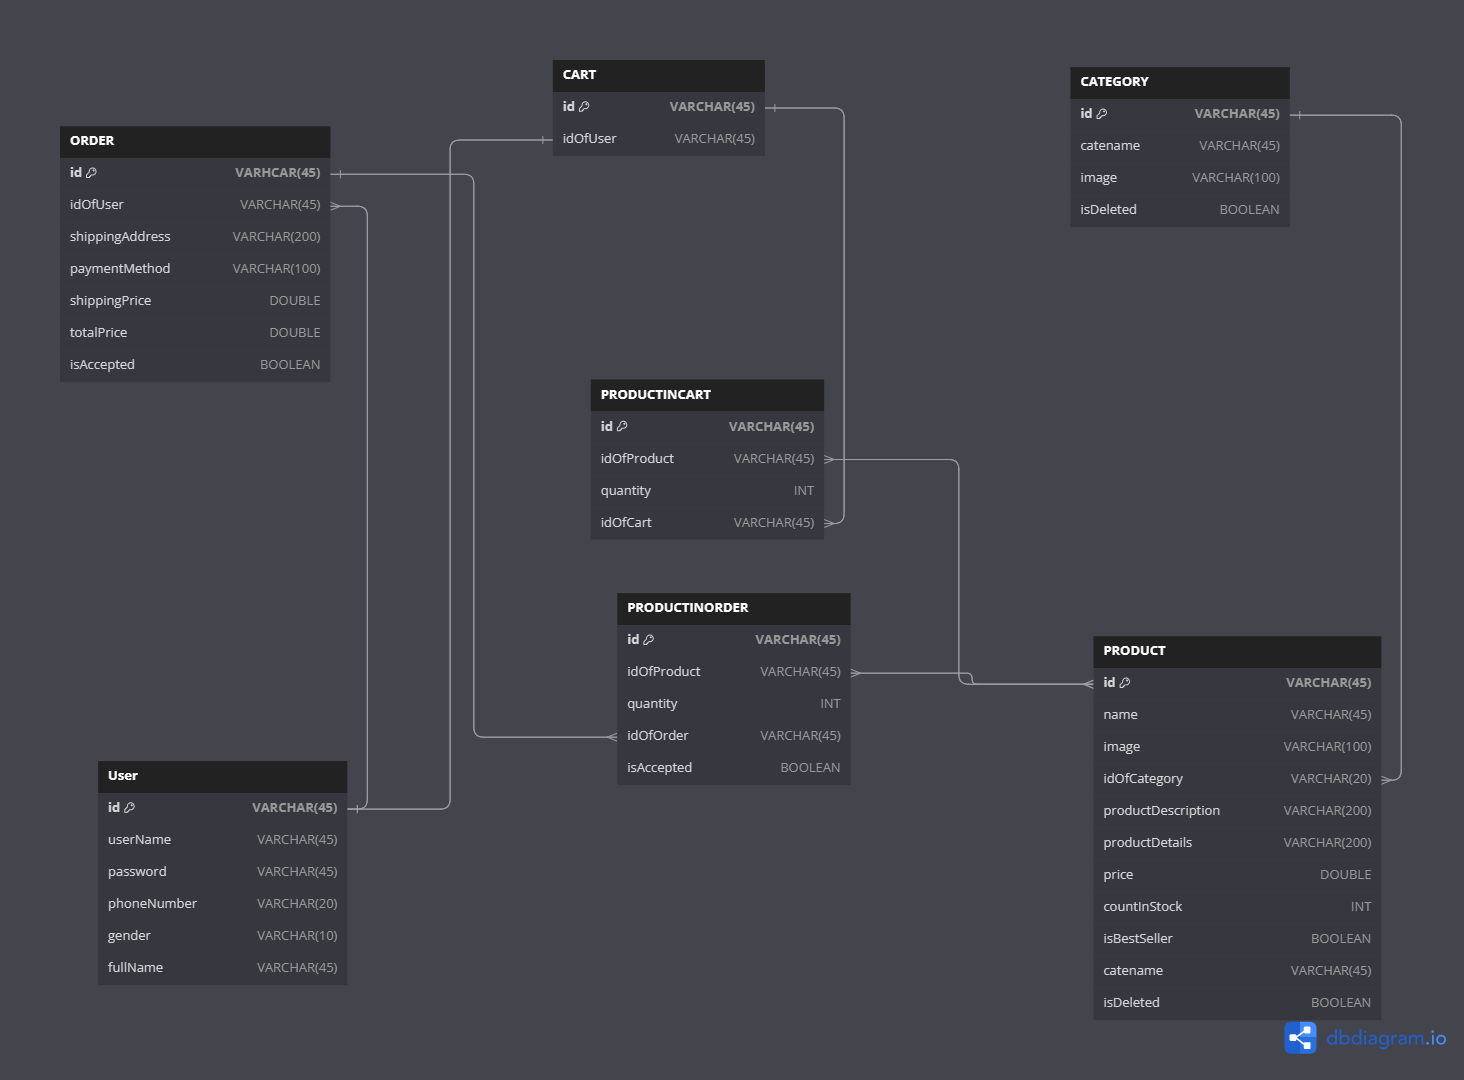 CART
id VARCHAR(45)
idOfUser VARCHAR(45)
CATEGORY
id VARCHAR(45)
catename VARCHAR(45)
image VARCHAR(100)
isDeleted BOOLEAN
ORDER
id VARHCAR(45)
idOfUser VARCHAR(45)
shippingAddress VARCHAR(200)
paymentMethod VARCHAR(100)
shippingPrice DOUBLE
totalPrice DOUBLE
isAccepted BOOLEAN
PRODUCTINCART
id VARCHAR(45)
idOfProduct VARCHAR(45)
quantity INT
idOfCart VARCHAR(45)
PRODUCTINORDER
id VARCHAR(45)
idOfProduct VARCHAR(45)
quantity INT
idOfOrder VARCHAR(45)
isAccepted BOOLEAN
PRODUCT
id VARCHAR(45)
name VARCHAR(45)
image VARCHAR(100)
idOfCategory VARCHAR(20)
productDescription VARCHAR(200)
productDetails VARCHAR(200)
price DOUBLE
countInStock INT
isBestSeller BOOLEAN
catename VARCHAR(45)
isDeleted BOOLEAN
User
id VARCHAR(45)
userName VARCHAR(45)
password VARCHAR(45)
phoneNumber VARCHAR(20)
gender VARCHAR(10)
fullName VARCHAR(45)
dbdiagram.io